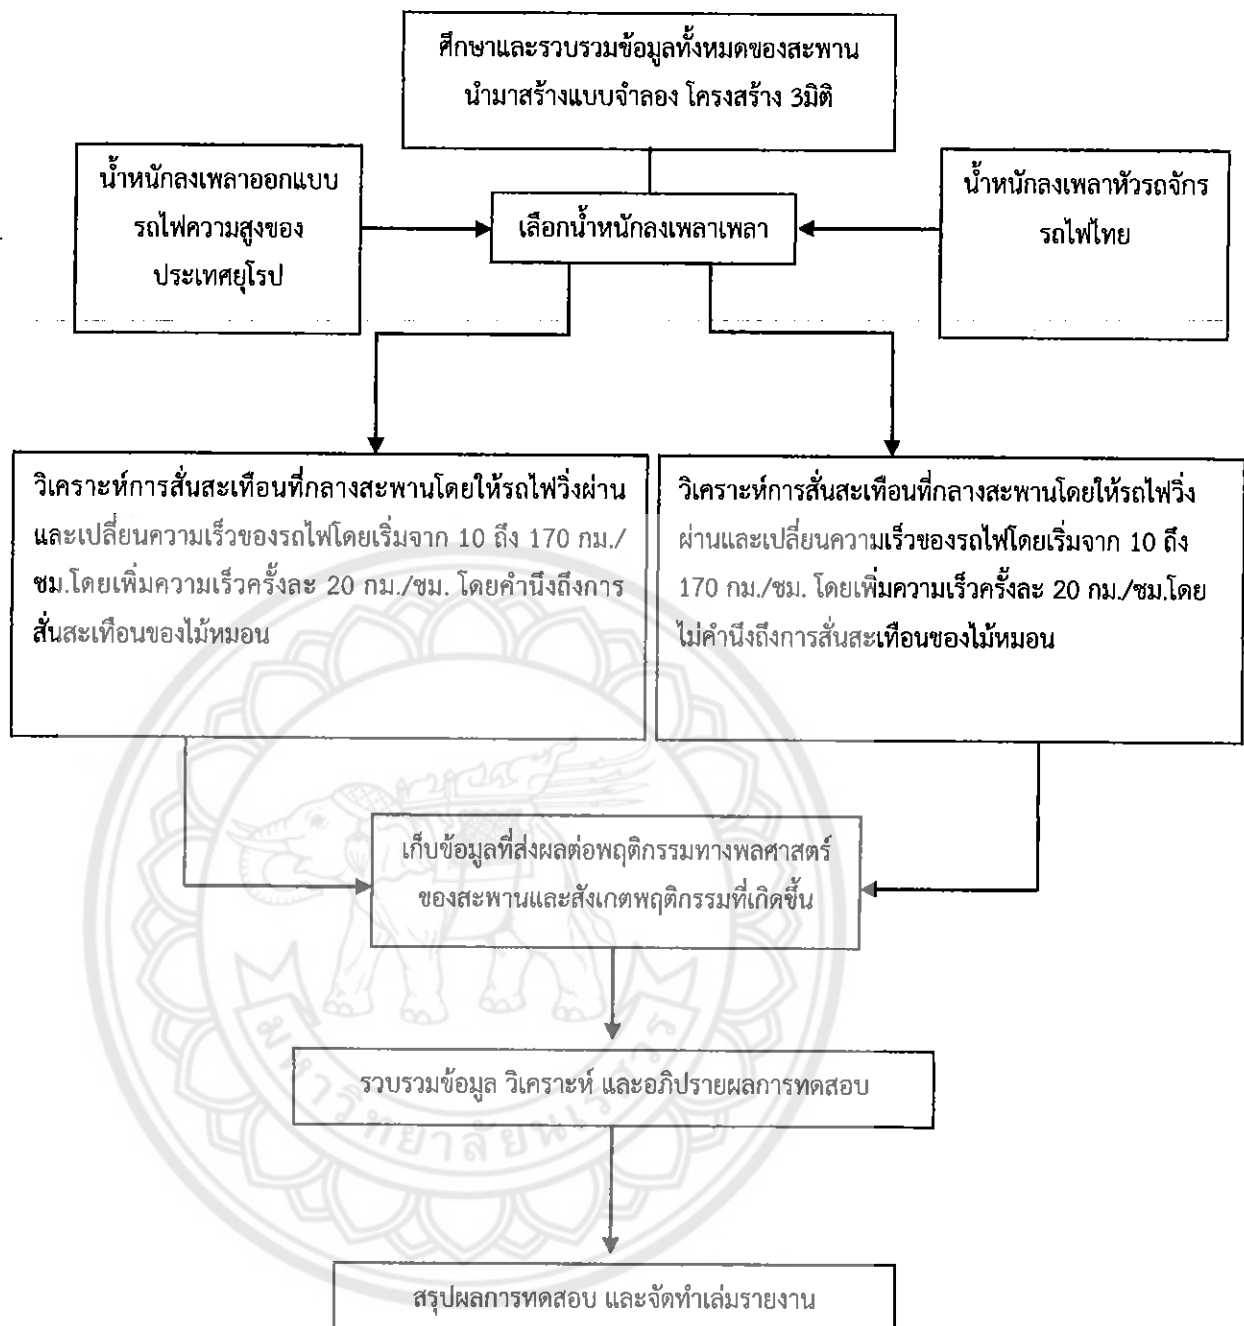 ศึกษาและรวบรวมข้อมูลทั้งหมดของสะพาน
นำมาสร้างแบบจำลอง โครงสร้าง 3มิติ
น้ำหนักลงเพลาออกแบบ
รถไฟความสูงของ
ประเทศยุโรป
เลือกน้ำหนักลงเพลาเพลา
น้ำหนักลงเพลาหัวรถจักร
รถไฟไทย
วิเคราะห์การสั่นสะเทือนที่กลางสะพานโดยให้รถไฟวิ่งผ่าน
และเปลี่ยนความเร็วของรถไฟโดยเริ่มจาก 10 ถึง 170 กม./
ชม.โดยเพิ่มความเร็วครั้งละ 20 กม./ชม. โดยคำนึงถึงการ
สั่นสะเทือนของไม้หมอน
วิเคราะห์การสั่นสะเทือนที่กลางสะพานโดยให้รถไฟวิ่ง
ผ่านและเปลี่ยนความเร็วของรถไฟโดยเริ่มจาก 10 ถึง
170 กม./ชม. โดยเพิ่มความเร็วครั้งละ 20 กม./ชม.โดย
ไม่คำนึงถึงการสั่นสะเทือนของไม้หมอน
เก็บข้อมูลที่ส่งผลต่อพฤติกรรมทางพลศาสตร์
ของสะพานและสังเกตพฤติกรรมที่เกิดขึ้น
รวบรวมข้อมูล วิเคราะห์ และอภิปรายผลการทดสอบ
มหาวิทยาลัยนเรศวร
สรุปผลการทดสอบ และจัดทำเล่มรายงาน